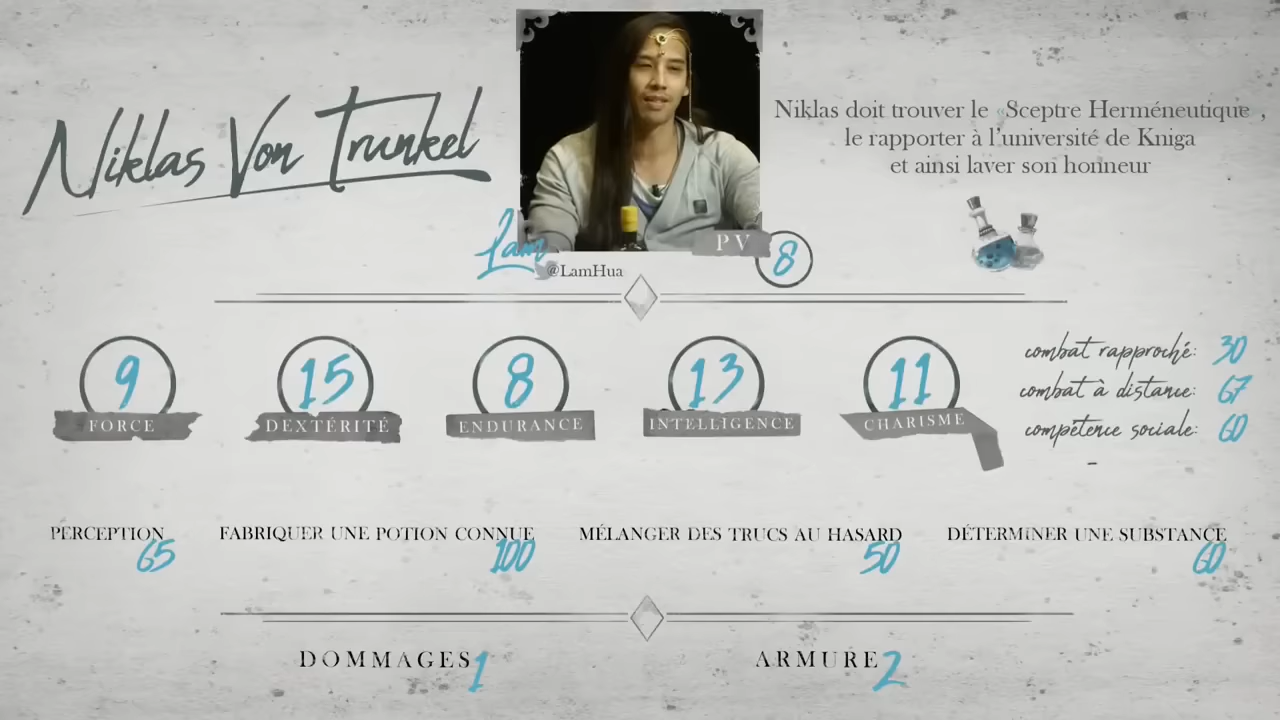 Niklas Von Trunkel
Niklas doit trouver le «Sceptre Herméneutique ,
le rapporter à l'université de Kniga
et ainsi laver son honneur
Lam
@LamHua
PV 8
9 15 8 13 11
FORCE DEXTÉRITÉ ENDURANCE INTELLIGENCE CHARISME
combat rapproché: 30
combat à distance: 67
compétence sociale: 60
-
PERCEPTION FABRIQUER UNE POTION CONNUE MÉLANGER DES TRUCS AU HASARD DÉTERMINER UNE SUBSTANCE
65 100 50 60
DOMMAGES 1 ARMURE 2